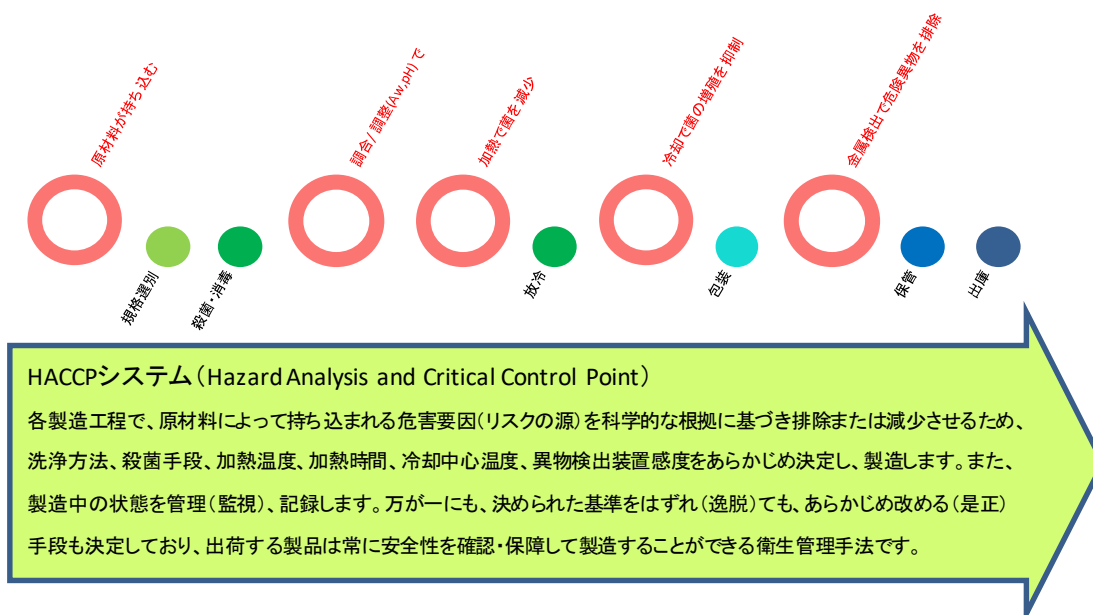 原材料が持ち込む
調合/調整(Aw,pH)で
加熱で菌を減少
冷却で菌の増殖を抑制
金属検出で危険異物を排除
規格選別
殺菌・消毒
放冷
包装
保管
出庫
HACCPシステム(Hazard Analysis and Critical Control Point)
各製造工程で、原材料によって持ち込まれる危害要因(リスクの源)を科学的な根拠に基づき排除または減少させるため、
洗浄方法、殺菌手段、加熱温度、加熱時間、冷却中心温度、異物検出装置感度をあらかじめ決定し、製造します。また、
製造中の状態を管理(監視)、記録します。万が一にも、決められた基準をはずれ(逸脱)ても、あらかじめ改める(是正)
手段も決定しており、出荷する製品は常に安全性を確認・保障して製造することができる衛生管理手法です。